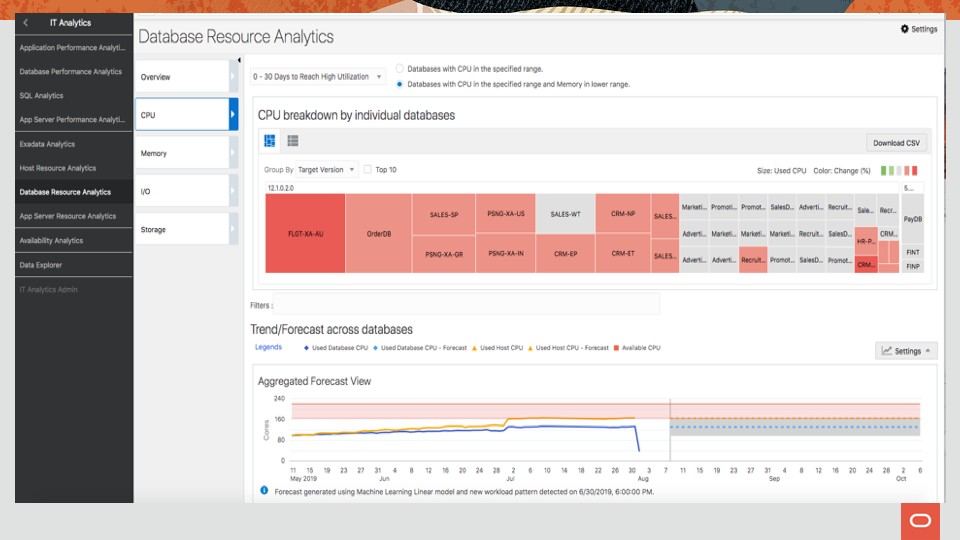 IT Analytics
Application Performance Analyti...
Database Performance Analytics
SQL Analytics
App Server Performance Analyti...
Exadata Analytics
Host Resource Analytics
Database Resource Analytics
App Server Resource Analytics
Availability Analytics
Data Explorer
IT Analytics Admin
Database Resource Analytics
Settings
Overview
CPU
Memory
I/O
Storage
0 - 30 Days to Reach High Utilization
Databases with CPU in the specified range.
Databases with CPU in the specified range and Memory in lower range.
CPU breakdown by individual databases
Download CSV
Group By Target Version Top 10 Size: Used CPU Color: Change (%)
12.1.0.2.0 5....
FLGT-XA-AU
OrderDB
SALES-SP PSNG-XA-US SALES-WT CRM-NP SALES...
PSNG-XA-GR PSNG-XA-IN CRM-EP CRM-ET SALES...
Marketi... Promoti... Promot... SalesD... Adverti... Recruit... Sale... Recr...
Adverti... Marketi... Marketi... Marketi... Recruit... SalesD... HR-P... CRM...
Adverti... Adverti... Recruit... Promot... SalesD... Promot... CRM...
PayDB
FINT
FINP
Filters :
Trend/Forecast across databases
Legends Used Database CPU Used Database CPU - Forecast Used Host CPU Used Host CPU - Forecast Available CPU
Settings
Aggregated Forecast View
Cores
240
160
80
0
11 15 19 23 27 31 4 8 12 16 20 24 28 2 6 10 14 18 22 26 30 3 7 11 15 19 23 27 31 4 8 12 16 20 24 28 2 6
May 2019 Jun Jul Aug Sep Oct
Forecast generated using Machine Learning Linear model and new workload pattern detected on 6/30/2019, 6:00:00 PM.